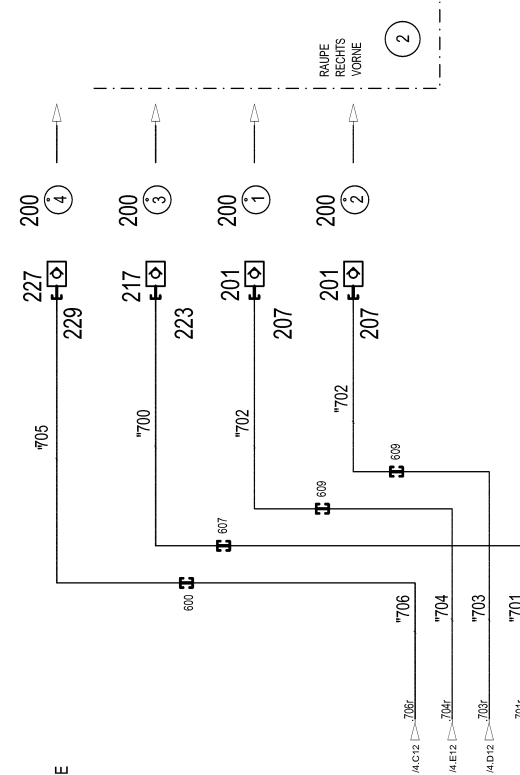 RAUPE
RECHTS
VORNE
2
200
4
200
3
200
1
200
2
227
229
217
223
201
207
201
207
"705
"700
"702
"702
600
607
609
609
"706
"704
"703
"701
.706r
.704r
.703r
.701r
/4.C12
/4.E12
/4.D12
E